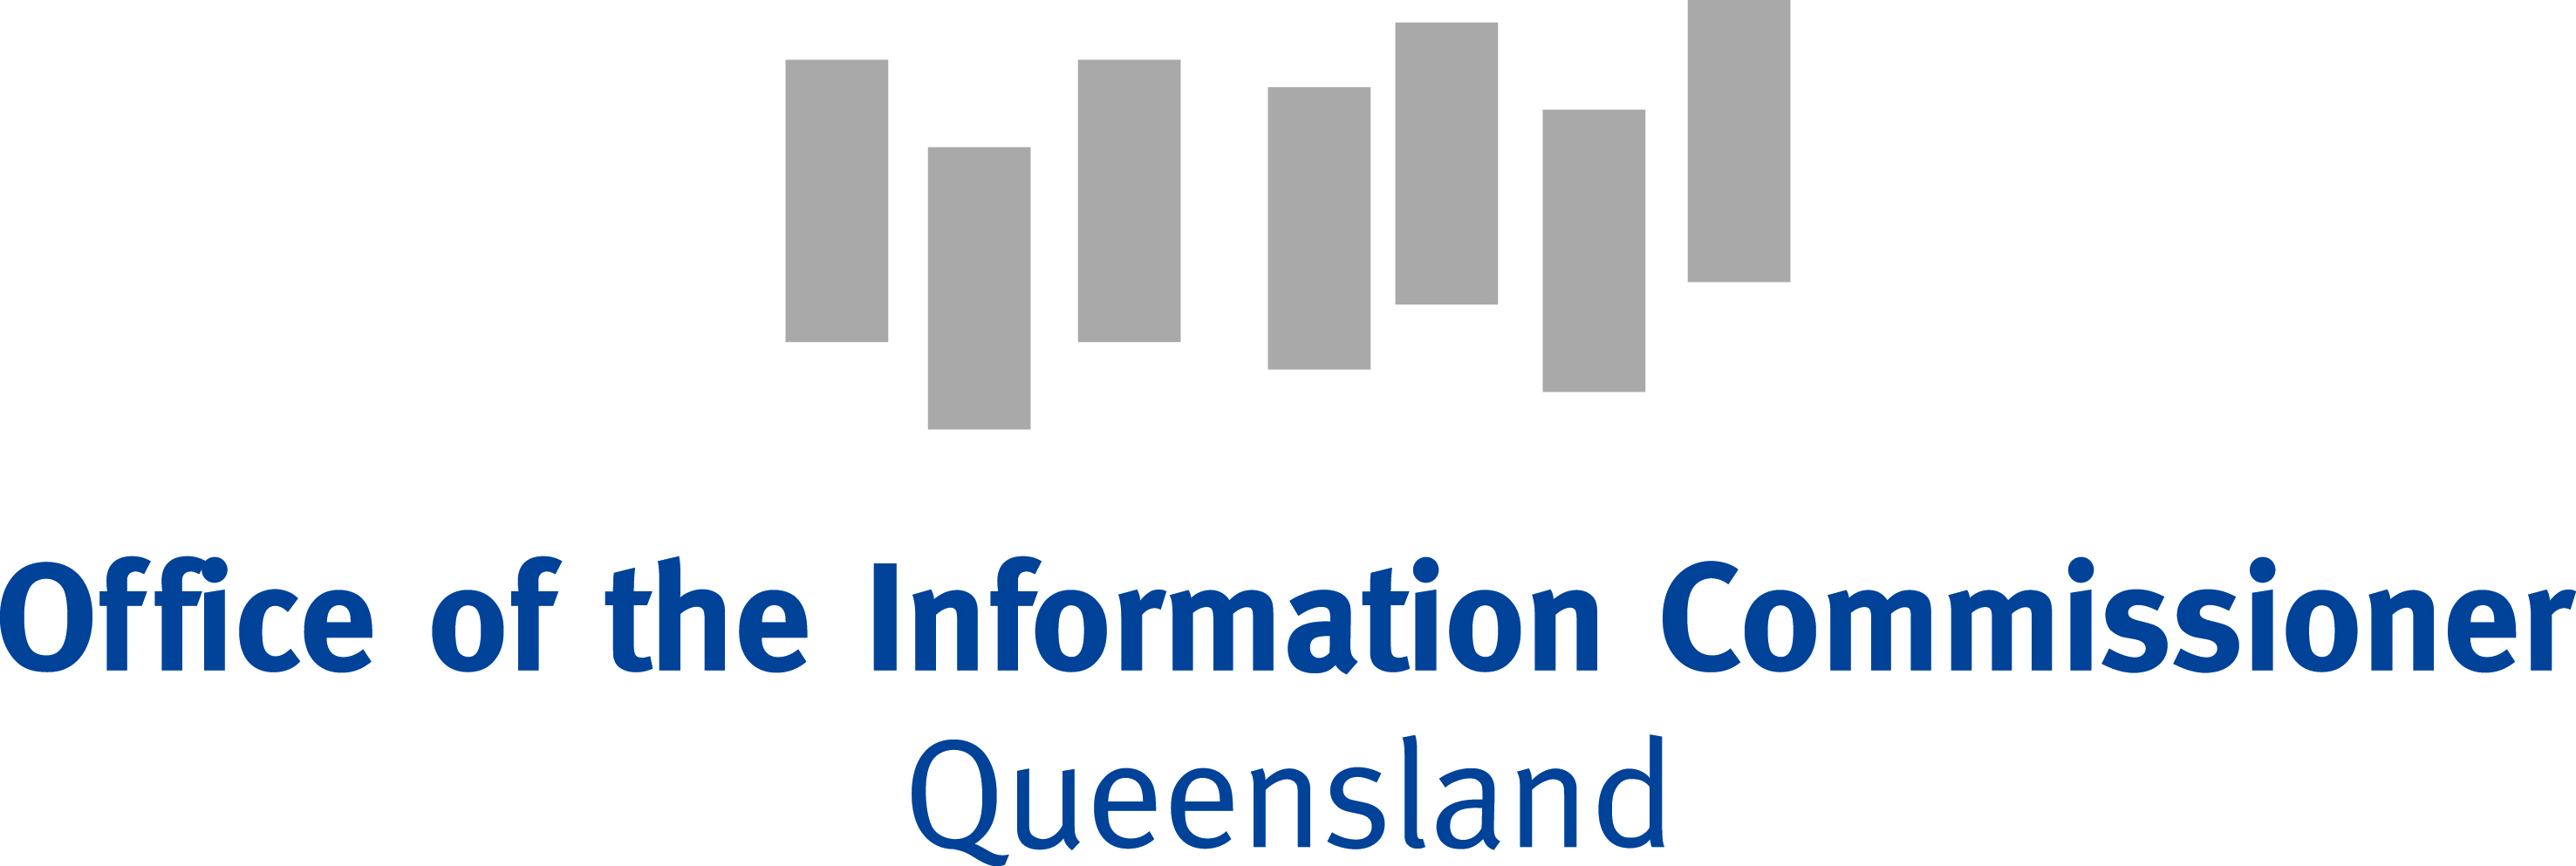 Office of the Information Commissioner
Queensland